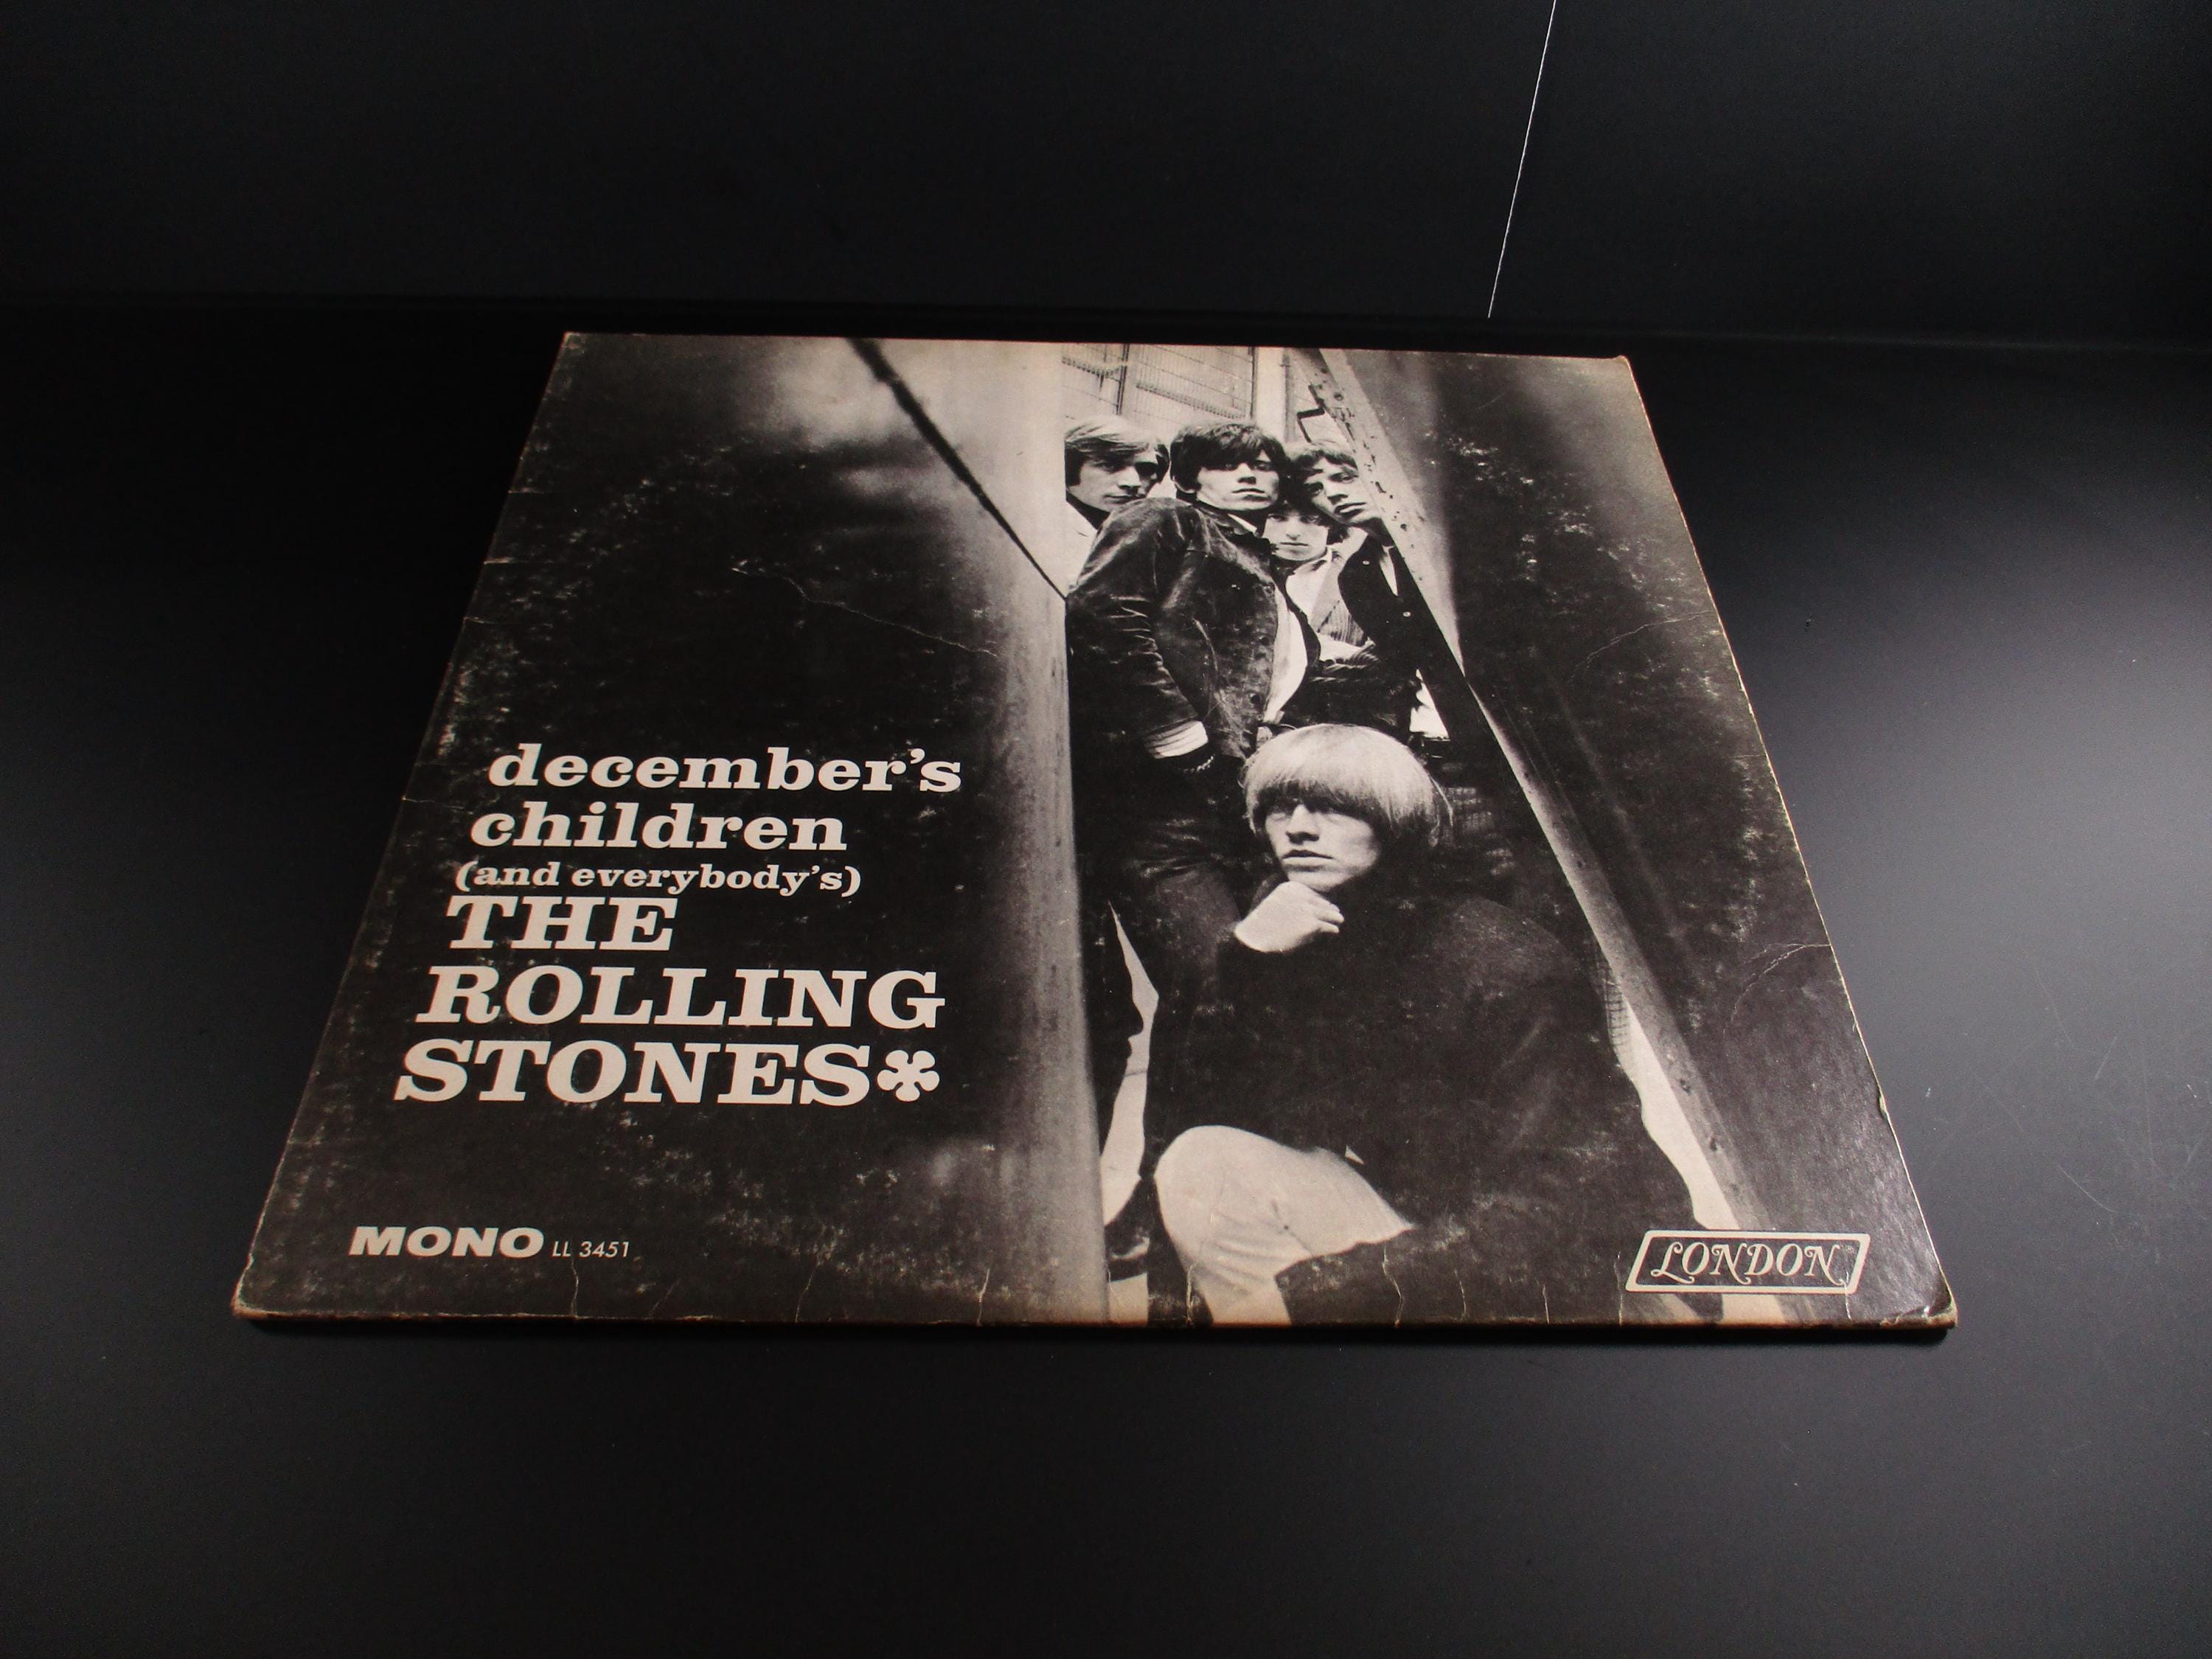 december's
children
(and everybody's)
THE
ROLLING
STONES*
MONO LL 3451
LONDON